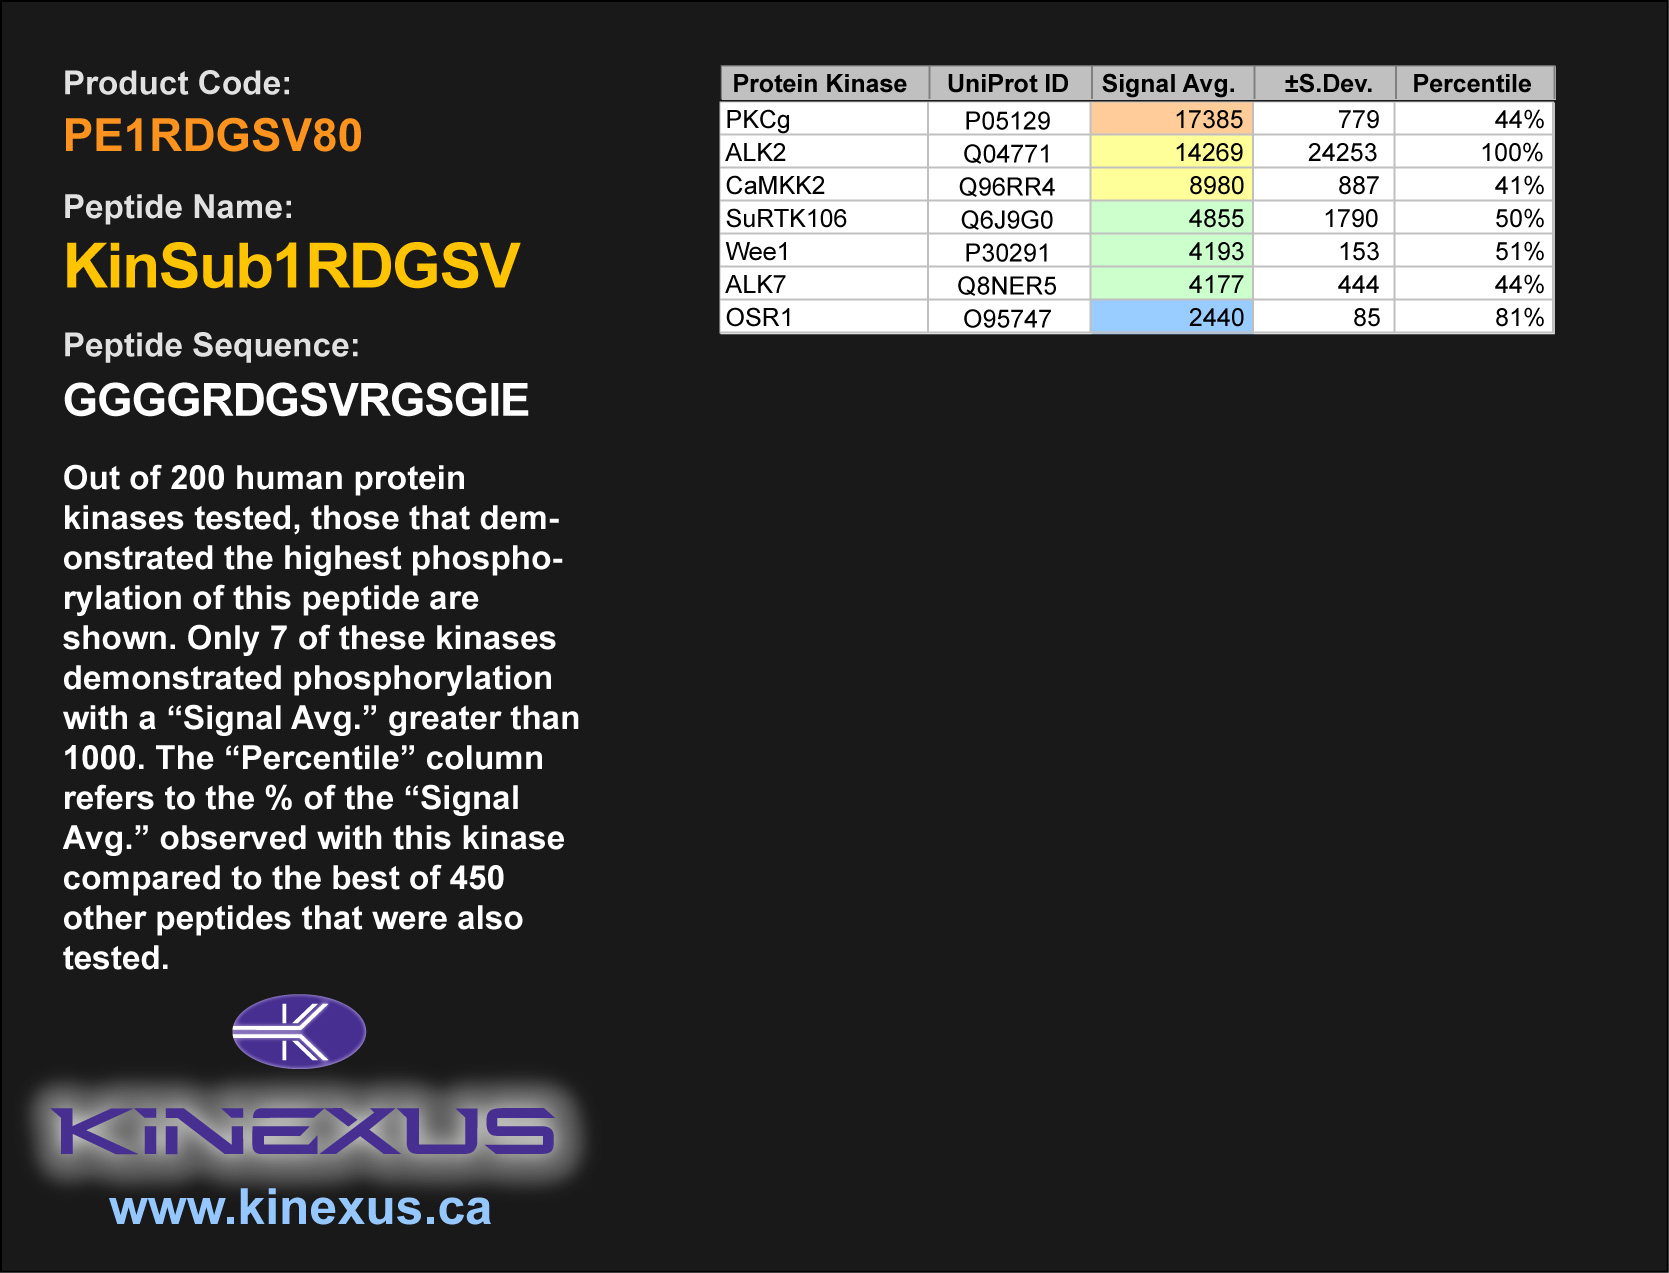 Product Code:
PE1RDGSV80
Peptide Name:
KinSub1RDGSV
Peptide Sequence:
GGGGRDGSVRGSGIE
Out of 200 human protein
kinases tested, those that dem-
onstrated the highest phospho-
rylation of this peptide are
shown. Only 7 of these kinases
demonstrated phosphorylation
with a “Signal Avg.” greater than
1000. The “Percentile” column
refers to the % of the “Signal
Avg.” observed with this kinase
compared to the best of 450
other peptides that were also
tested.
KiNEXUS
www.kinexus.ca
Protein Kinase UniProt ID Signal Avg. ±S.Dev. Percentile
PKCg P05129 17385 779 44%
ALK2 Q04771 14269 24253 100%
CaMKK2 Q96RR4 8980 887 41%
SuRTK106 Q6J9G0 4855 1790 50%
Wee1 P30291 4193 153 51%
ALK7 Q8NER5 4177 444 44%
OSR1 O95747 2440 85 81%